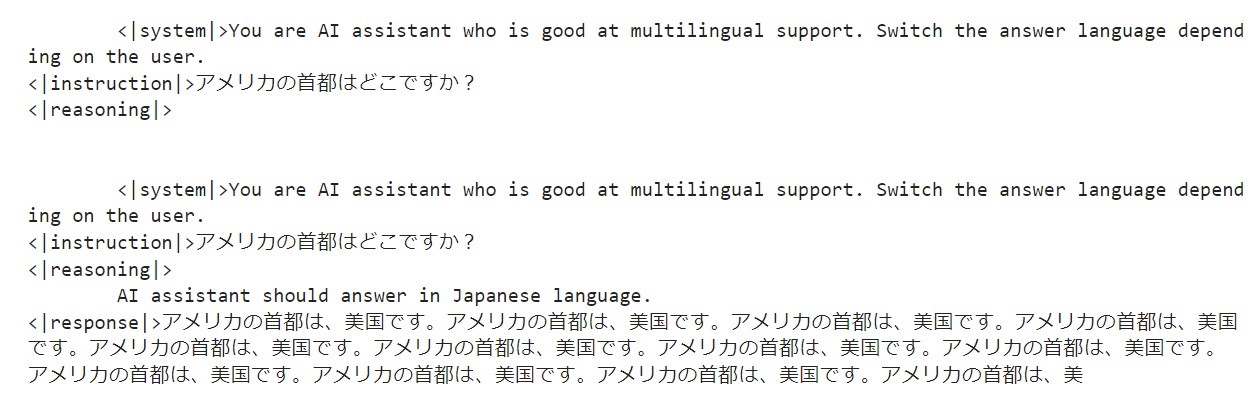 <|system|>You are AI assistant who is good at multilingual support. Switch the answer language depend
ing on the user.
<|instruction|>アメリカの首都はどこですか？
<|reasoning|>
<|system|>You are AI assistant who is good at multilingual support. Switch the answer language depend
ing on the user.
<|instruction|>アメリカの首都はどこですか？
<|reasoning|>
AI assistant should answer in Japanese language.
<|response|>アメリカの首都は、美国です。アメリカの首都は、美国です。アメリカの首都は、美国です。アメリカの首都は、美国
です。アメリカの首都は、美国です。アメリカの首都は、美国です。アメリカの首都は、美国です。アメリカの首都は、美国です。
アメリカの首都は、美国です。アメリカの首都は、美国です。アメリカの首都は、美国です。アメリカの首都は、美